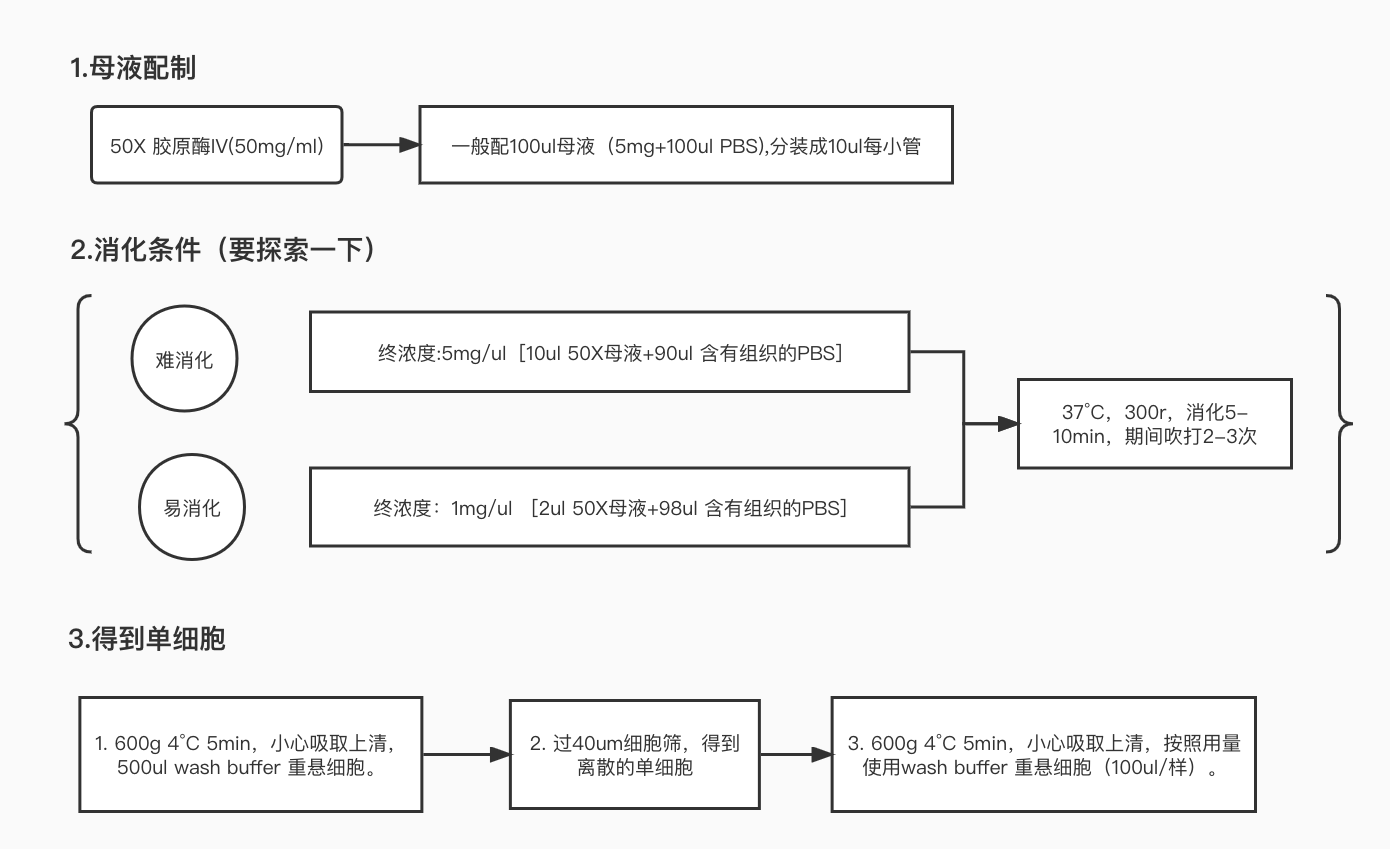 1.母液配制
50X 胶原酶IV(50mg/ml)
一般配100ul母液（5mg+100ul PBS),分装成10ul每小管
2.消化条件（要探索一下）
难消化
终浓度:5mg/ul［10ul 50X母液+90ul 含有组织的PBS］
37°C，300r，消化5–
10min，期间吹打2–3次
易消化
终浓度：1mg/ul ［2ul 50X母液+98ul 含有组织的PBS］
3.得到单细胞
1. 600g 4°C 5min，小心吸取上清，
500ul wash buffer 重悬细胞。
2. 过40um细胞筛，得到
离散的单细胞
3. 600g 4°C 5min，小心吸取上清，按照用量
使用wash buffer 重悬细胞（100ul/样）。